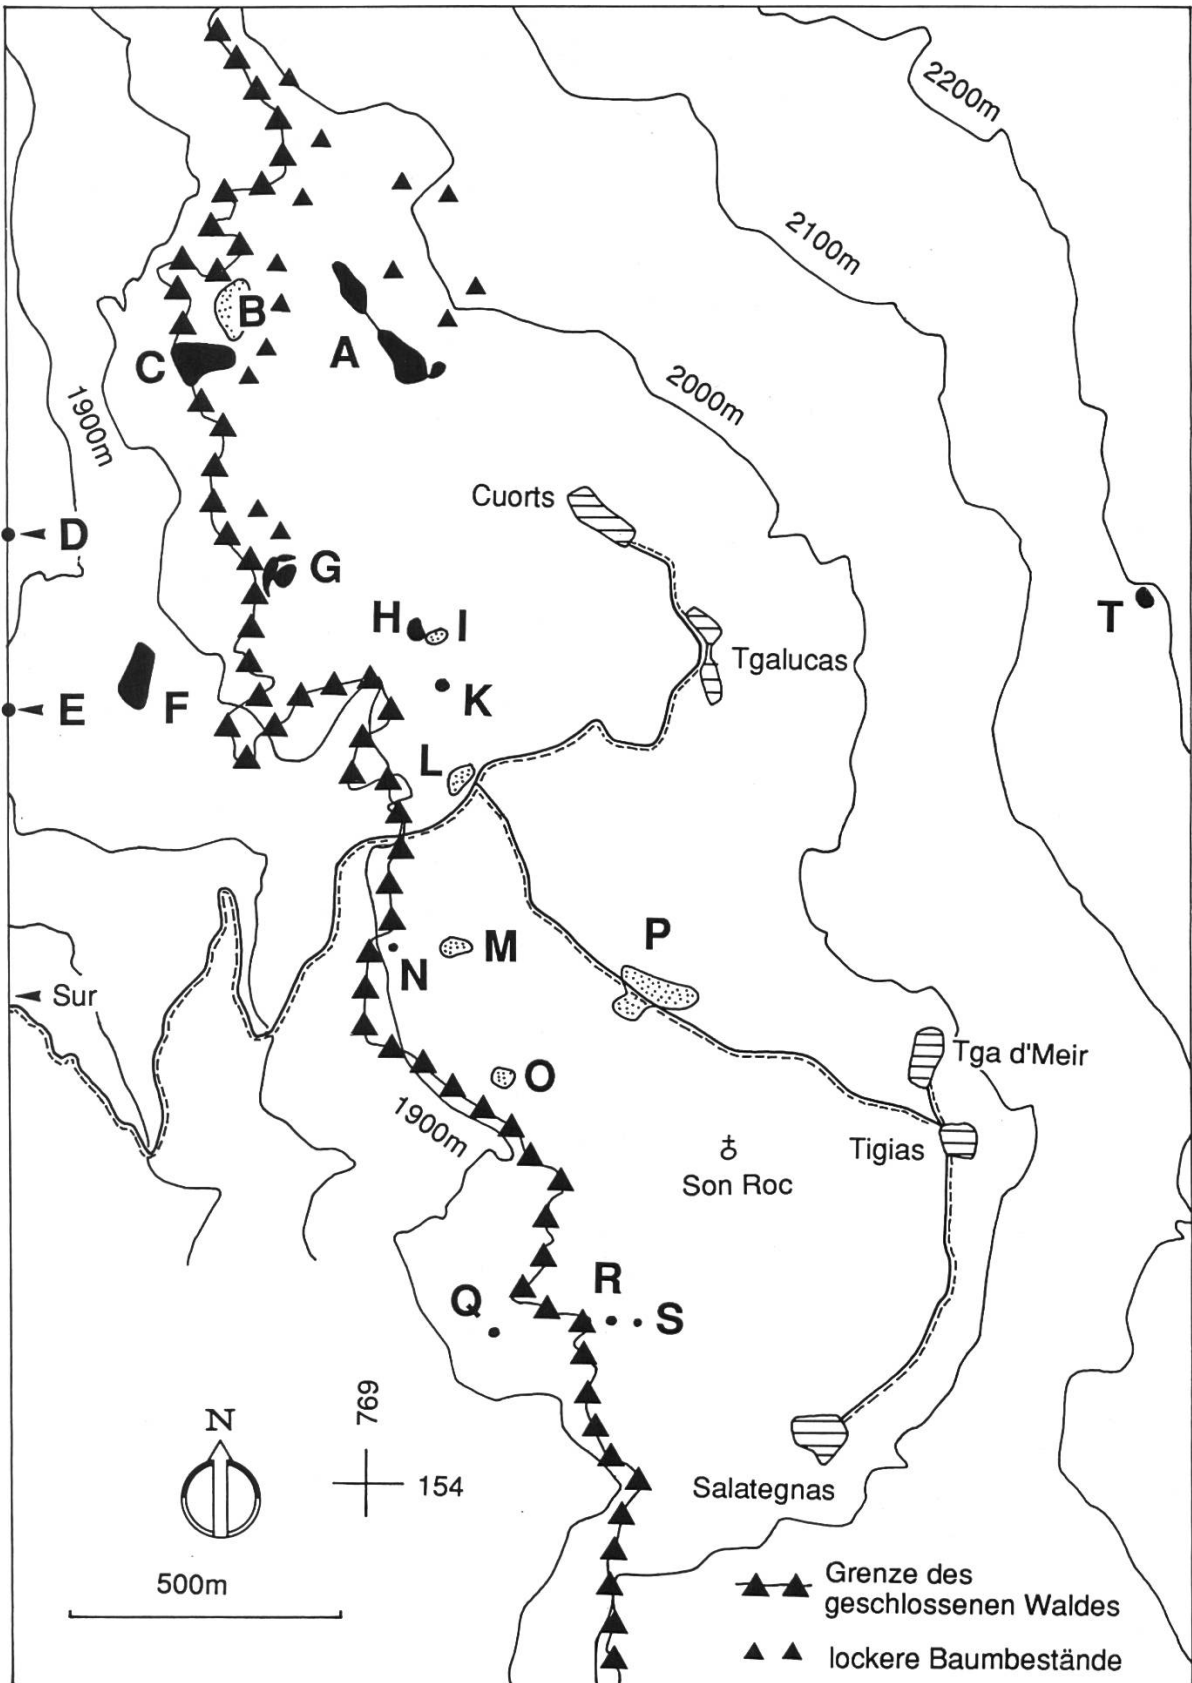 2200m
2100m
B
A
C
2000m
1900m
Cuorts
D
G
H
I
T
Tgalucas
K
E
F
L
P
M
N
Sur
Tga d'Meir
O
1900m
Tigias
Son Roc
R
Q
S
769
N
154
Salategnas
500m
Grenze des
geschlossenen Waldes
lockere Baumbestände